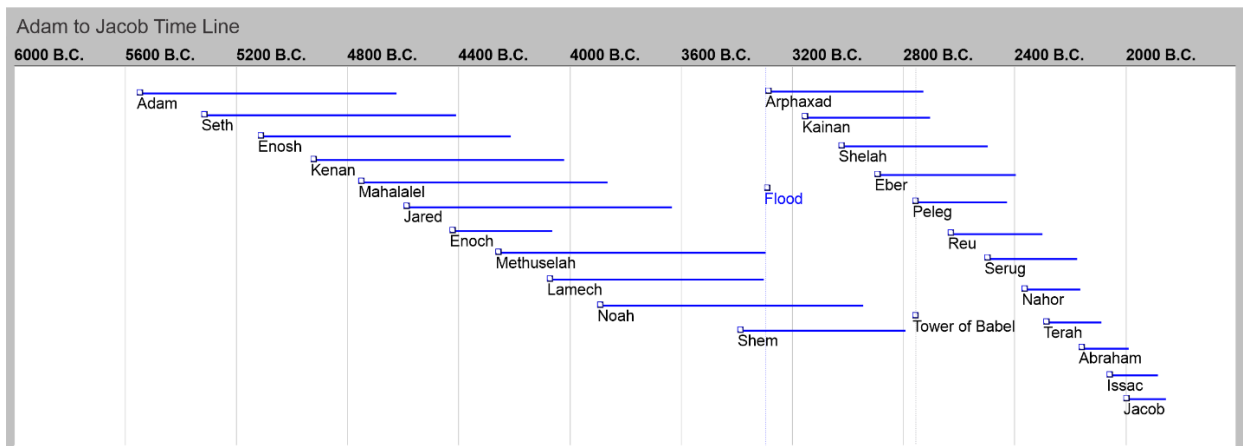 Adam to Jacob Time Line
6000 B.C. 5600 B.C. 5200 B.C. 4800 B.C. 4400 B.C. 4000 B.C. 3600 B.C. 3200 B.C. 2800 B.C. 2400 B.C. 2000 B.C.
Adam
Seth
Enosh
Kenan
Mahalalel
Jared
Enoch
Methuselah
Lamech
Noah
Shem
Flood
Arphaxad
Kainan
Shelah
Eber
Peleg
Reu
Serug
Nahor
Tower of Babel
Terah
Abraham
Issac
Jacob